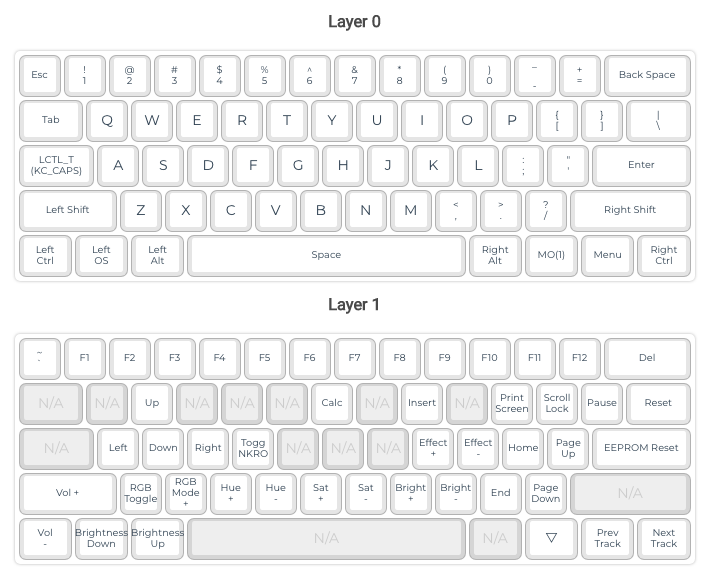 Layer 0
Esc ! 1 @ 2 # 3 $ 4 % 5 ^ 6 & 7 * 8 ( 9 ) 0 _ - + = Back Space
Tab Q W E R T Y U I O P { [ } ] | \
LCTL_T (KC_CAPS) A S D F G H J K L : ; " ' Enter
Left Shift Z X C V B N M < , > . ? / Right Shift
Left Ctrl Left OS Left Alt Space Right Alt MO(1) Menu Right Ctrl
Layer 1
~ ` F1 F2 F3 F4 F5 F6 F7 F8 F9 F10 F11 F12 Del
N/A N/A Up N/A N/A N/A Calc N/A Insert N/A Print Screen Scroll Lock Pause Reset
N/A Left Down Right Togg NKRO N/A N/A N/A Effect + Effect - Home Page Up EEPROM Reset
Vol + RGB Toggle RGB Mode + Hue + Hue - Sat + Sat - Bright + Bright - End Page Down N/A
Vol - Brightness Down Brightness Up N/A N/A ▽ Prev Track Next Track